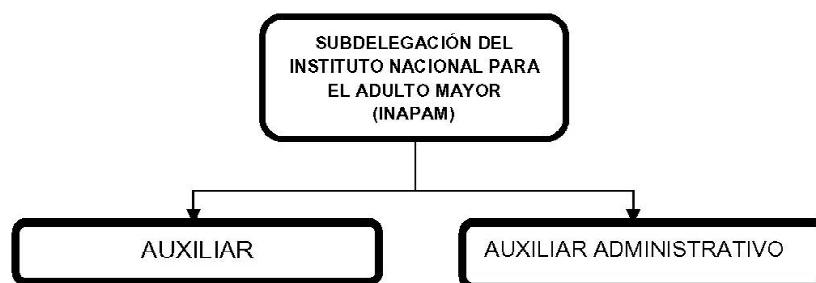 SUBDELEGACIÓN DEL
INSTITUTO NACIONAL PARA
EL ADULTO MAYOR
(INAPAM)
AUXILIAR
AUXILIAR ADMINISTRATIVO